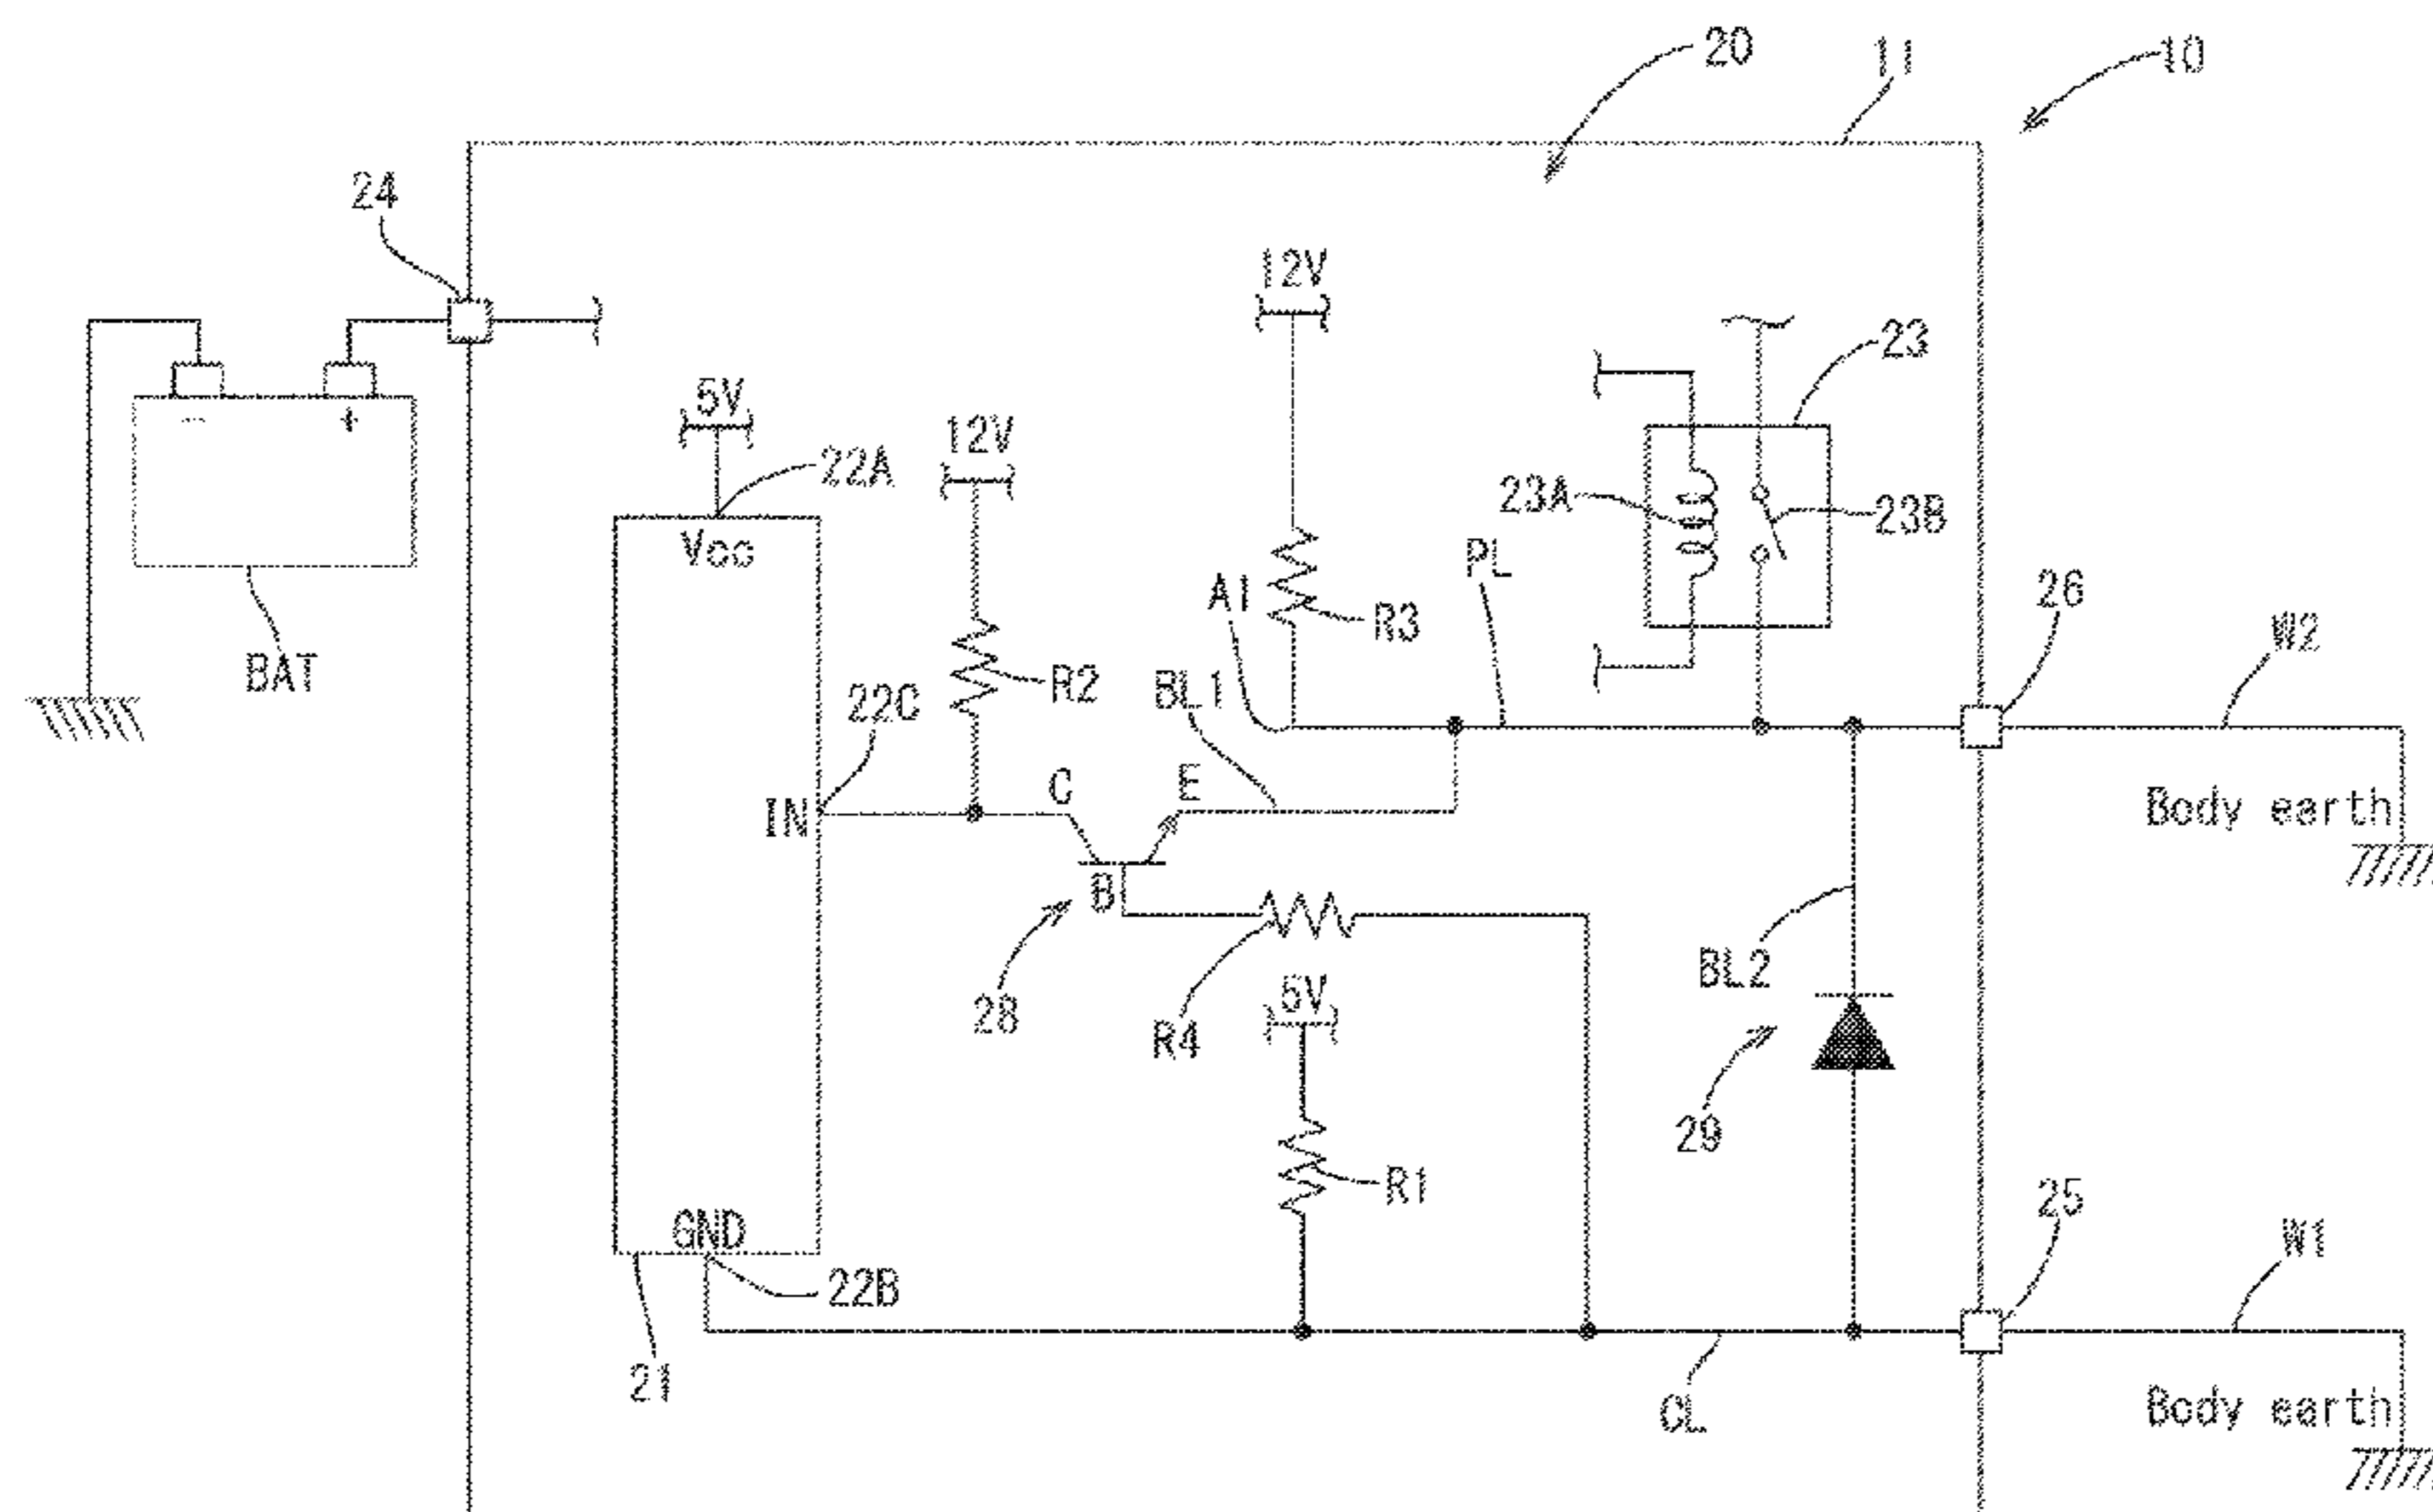 20
11
10
24
12V
23
5V
12V
22A
Vcc
23A
23B
− +
PL
26
A1
R3
W2
BAT
22C
R2
BL1
C
E
IN
Body earth
B
BL2
28
R4
5V
29
R1
25
W1
GND
22B
21
CL
Body earth